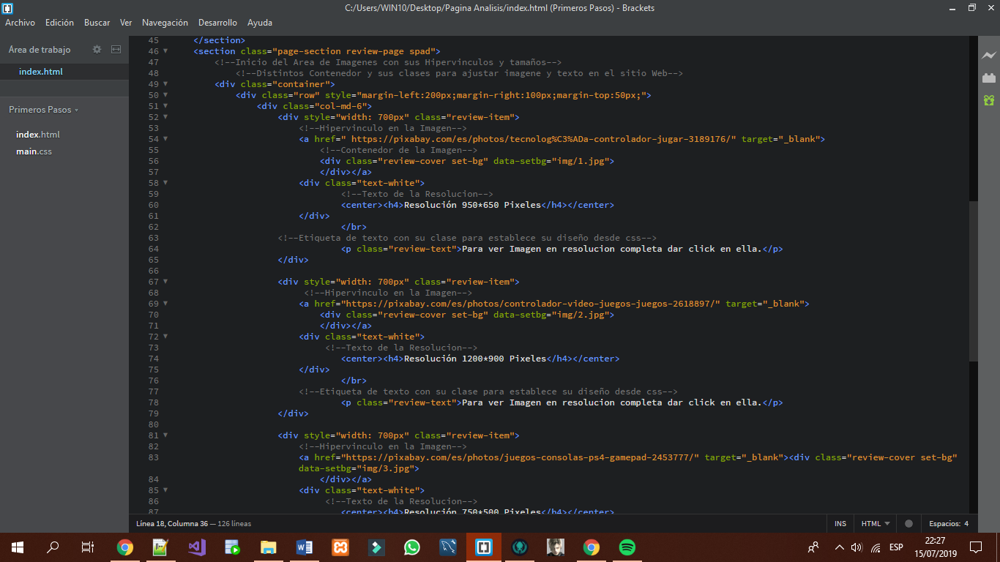 C:/Users/WIN10/Desktop/Pagina Analisis/index.html (Primeros Pasos) - Brackets
Archivo Edición Buscar Ver Navegación Desarrollo Ayuda
Área de trabajo
index.html
Primeros Pasos
index.html
main.css
45 </section>
46 <section class="page-section review-page spad">
47 <!--Inicio del Area de Imagenes con sus Hipervinculos y tamaños-->
48 <!--Distintos Contenedor y sus clases para ajustar imagene y texto en el sitio Web-->
49 <div class="container">
50 <div class="row" style="margin-left:200px;margin-right:100px;margin-top:50px;">
51 <div class="col-md-6">
52 <div style="width: 700px" class="review-item">
53 <!--Hipervinculo en la Imagen-->
54 <a href=" https://pixabay.com/es/photos/tecnolog%C3%ADa-controlador-jugar-3189176/" target="_blank">
55 <!--Contenedor de la Imagen-->
56 <div class="review-cover set-bg" data-setbg="img/1.jpg">
57 </div></a>
58 <div class="text-white">
59 <!--Texto de la Resolucion-->
60 <center><h4>Resolución 950*650 Pixeles</h4></center>
61 </div>
62 </br>
63 <!--Etiqueta de texto con su clase para establece su diseño desde css-->
64 <p class="review-text">Para ver Imagen en resolucion completa dar click en ella.</p>
65 </div>
66
67 <div style="width: 700px" class="review-item">
68 <!--Hipervinculo en la Imagen-->
69 <a href="https://pixabay.com/es/photos/controlador-video-juegos-juegos-2618897/" target="_blank">
70 <div class="review-cover set-bg" data-setbg="img/2.jpg">
71 </div></a>
72 <div class="text-white">
73 <!--Texto de la Resolucion-->
74 <center><h4>Resolución 1200*900 Pixeles</h4></center>
75 </div>
76 </br>
77 <!--Etiqueta de texto con su clase para establece su diseño desde css-->
78 <p class="review-text">Para ver Imagen en resolucion completa dar click en ella.</p>
79 </div>
80
81 <div style="width: 700px" class="review-item">
82 <!--Hipervinculo en la Imagen-->
83 <a href="https://pixabay.com/es/photos/juegos-consolas-ps4-gamepad-2453777/" target="_blank"><div class="review-cover set-bg"
data-setbg="img/3.jpg">
84 </div></a>
85 <div class="text-white">
86 <!--Texto de la Resolucion-->
87 <center><h4>Resolución 750*500 Pixeles</h4></center>
Línea 18, Columna 36 — 126 líneas INS HTML Espacios: 4
ESP
22:27
15/07/2019